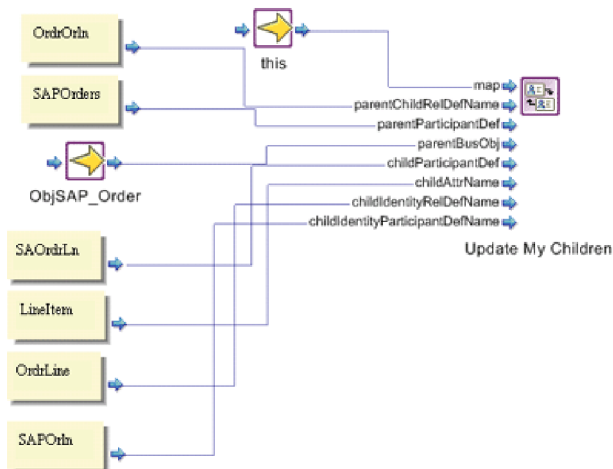 OrdrOrln
this
SAPOrders
map
parentChildRelDefName
parentParticipantDef
parentBusObj
childParticipantDef
childAttrName
childIdentityRelDefName
childIdentityParticipantDefName
ObjSAP_Order
Update My Children
SAOrdrLn
LineItem
OrdrLine
SAPOrln